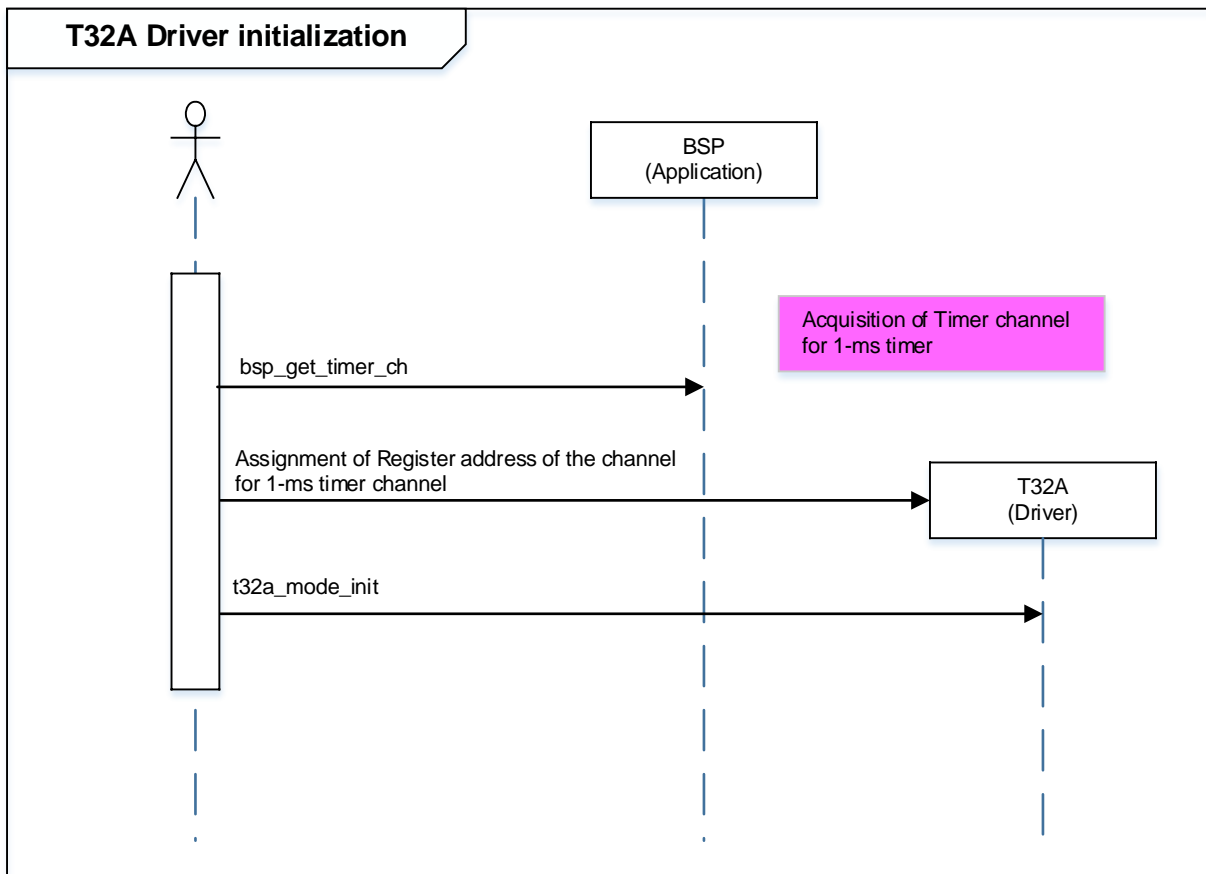 T32A Driver initialization
BSP
(Application)
Acquisition of Timer channel
for 1-ms timer
bsp_get_timer_ch
Assignment of Register address of the channel
for 1-ms timer channel
T32A
(Driver)
t32a_mode_init